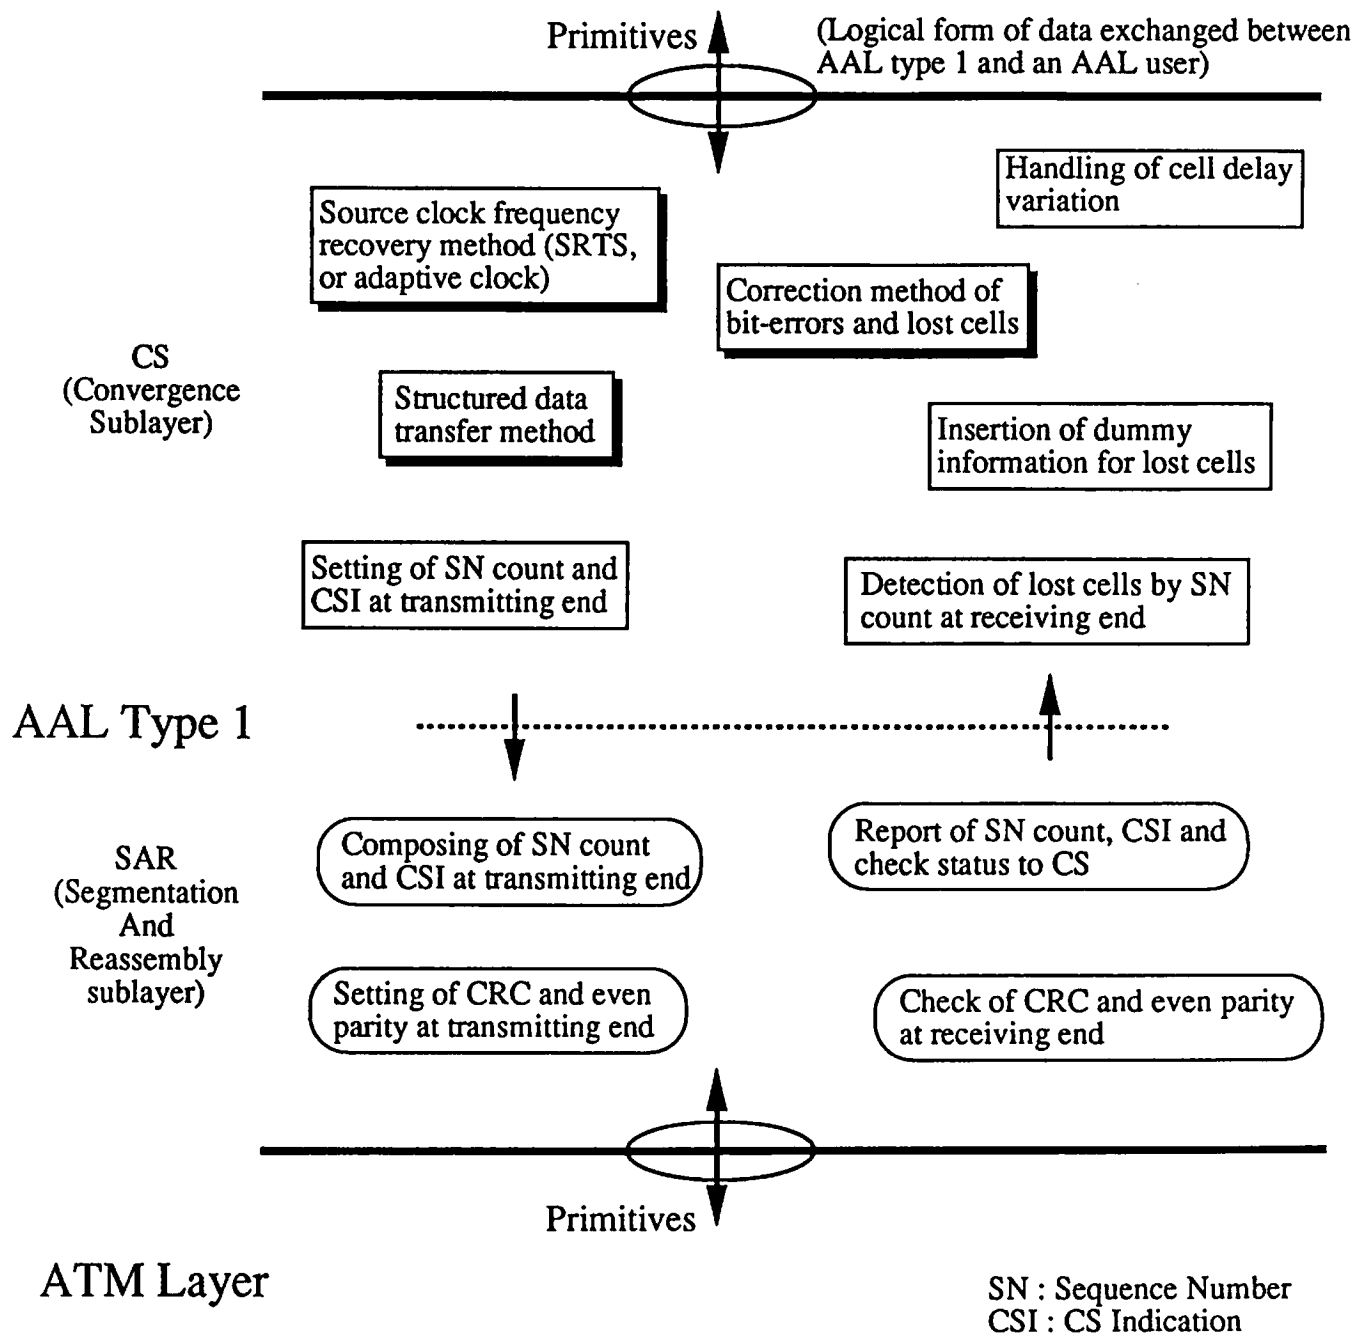 Primitives
(Logical form of data exchanged between
AAL type 1 and an AAL user)
Handling of cell delay
variation
Source clock frequency
recovery method (SRTS,
or adaptive clock)
Correction method of
bit-errors and lost cells
CS
(Convergence
Sublayer)
Structured data
transfer method
Insertion of dummy
information for lost cells
Setting of SN count and
CSI at transmitting end
Detection of lost cells by SN
count at receiving end
AAL Type 1
SAR
(Segmentation
And
Reassembly
sublayer)
Composing of SN count
and CSI at transmitting end
Report of SN count, CSI and
check status to CS
Setting of CRC and even
parity at transmitting end
Check of CRC and even parity
at receiving end
Primitives
ATM Layer
SN : Sequence Number
CSI : CS Indication